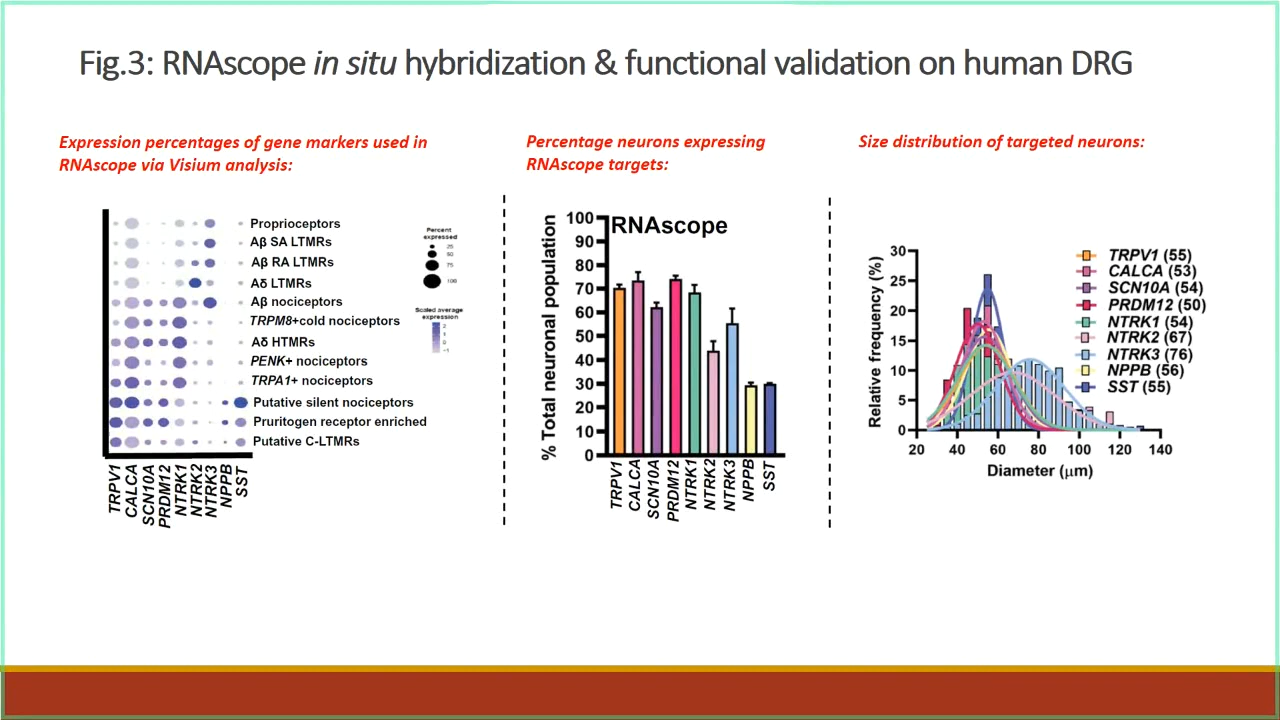 Fig.3: RNAscope in situ hybridization & functional validation on human DRG
Expression percentages of gene markers used in
RNAscope via Visium analysis:
Proprioceptors
Aβ SA LTMRs
Aβ RA LTMRs
Aδ LTMRs
Aβ nociceptors
TRPM8+cold nociceptors
Aδ HTMRs
PENK+ nociceptors
TRPA1+ nociceptors
Putative silent nociceptors
Pruritogen receptor enriched
Putative C-LTMRs
TRPV1
CALCA
SCN10A
PRDM12
NTRK1
NTRK2
NTRK3
NPPB
SST
Percent
expressed
25
50
75
100
Scaled average
expression
2
1
0
-1
Percentage neurons expressing
RNAscope targets:
RNAscope
% Total neuronal population
100
90
80
70
60
50
40
30
20
10
0
TRPV1
CALCA
SCN10A
PRDM12
NTRK1
NTRK2
NTRK3
NPPB
SST
Size distribution of targeted neurons:
Relative frequency (%)
30
25
20
15
10
5
0
20
40
60
80
100
120
140
Diameter (μm)
TRPV1 (55)
CALCA (53)
SCN10A (54)
PRDM12 (50)
NTRK1 (54)
NTRK2 (67)
NTRK3 (76)
NPPB (56)
SST (55)